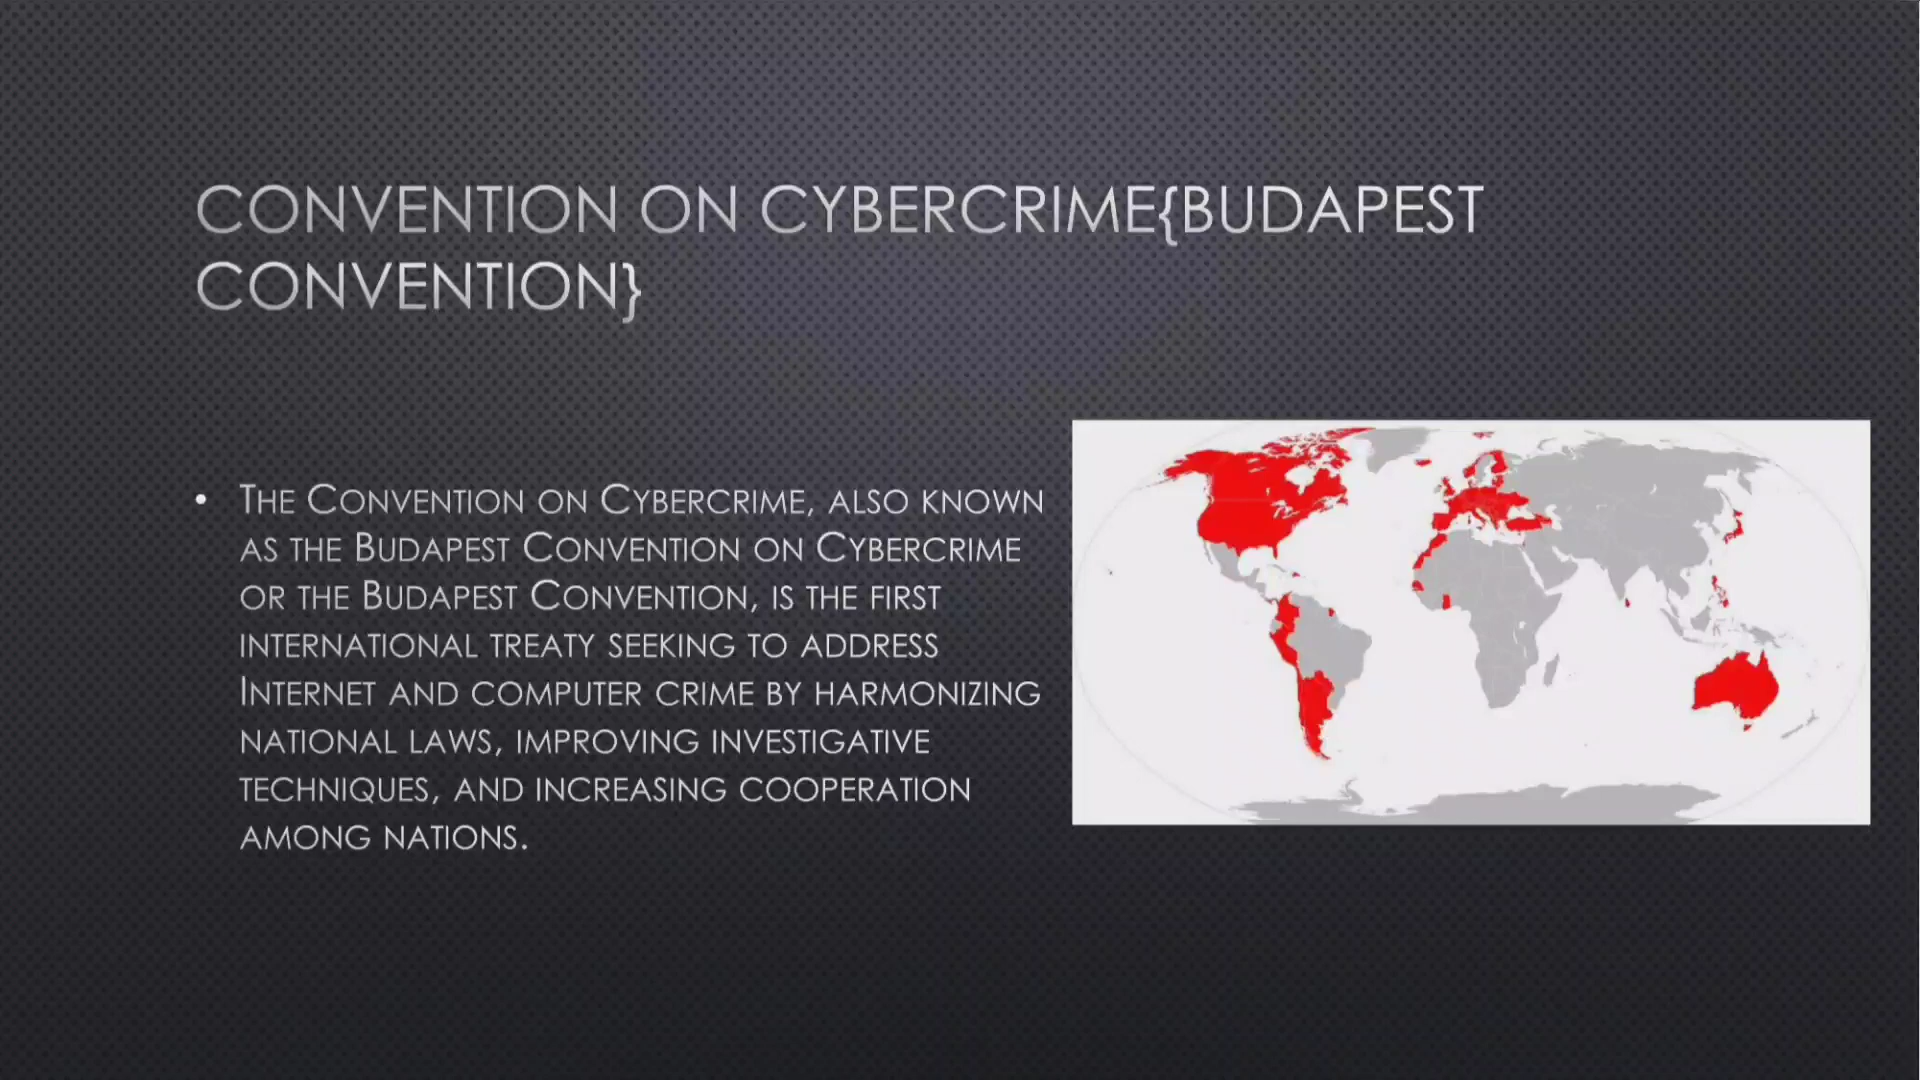 CONVENTION ON CYBERCRIME{BUDAPEST
CONVENTION}
• THE CONVENTION ON CYBERCRIME, ALSO KNOWN
AS THE BUDAPEST CONVENTION ON CYBERCRIME
OR THE BUDAPEST CONVENTION, IS THE FIRST
INTERNATIONAL TREATY SEEKING TO ADDRESS
INTERNET AND COMPUTER CRIME BY HARMONIZING
NATIONAL LAWS, IMPROVING INVESTIGATIVE
TECHNIQUES, AND INCREASING COOPERATION
AMONG NATIONS.